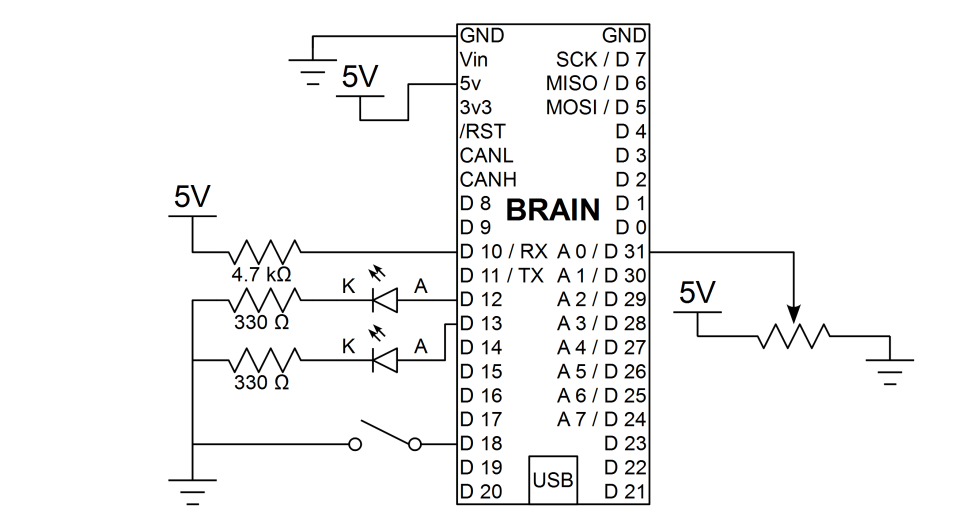 GND GND
Vin SCK / D 7
5V 5v MISO / D 6
3v3 MOSI / D 5
/RST D 4
CANL D 3
CANH D 2
5V D 8 BRAIN D 1
D 9 D 0
D 10 / RX A 0 / D 31
4.7 kΩ D 11 / TX A 1 / D 30
K A D 12 A 2 / D 29 5V
330 Ω D 13 A 3 / D 28
K A D 14 A 4 / D 27
330 Ω D 15 A 5 / D 26
D 16 A 6 / D 25
D 17 A 7 / D 24
D 18 D 23
D 19 USB D 22
D 20 D 21